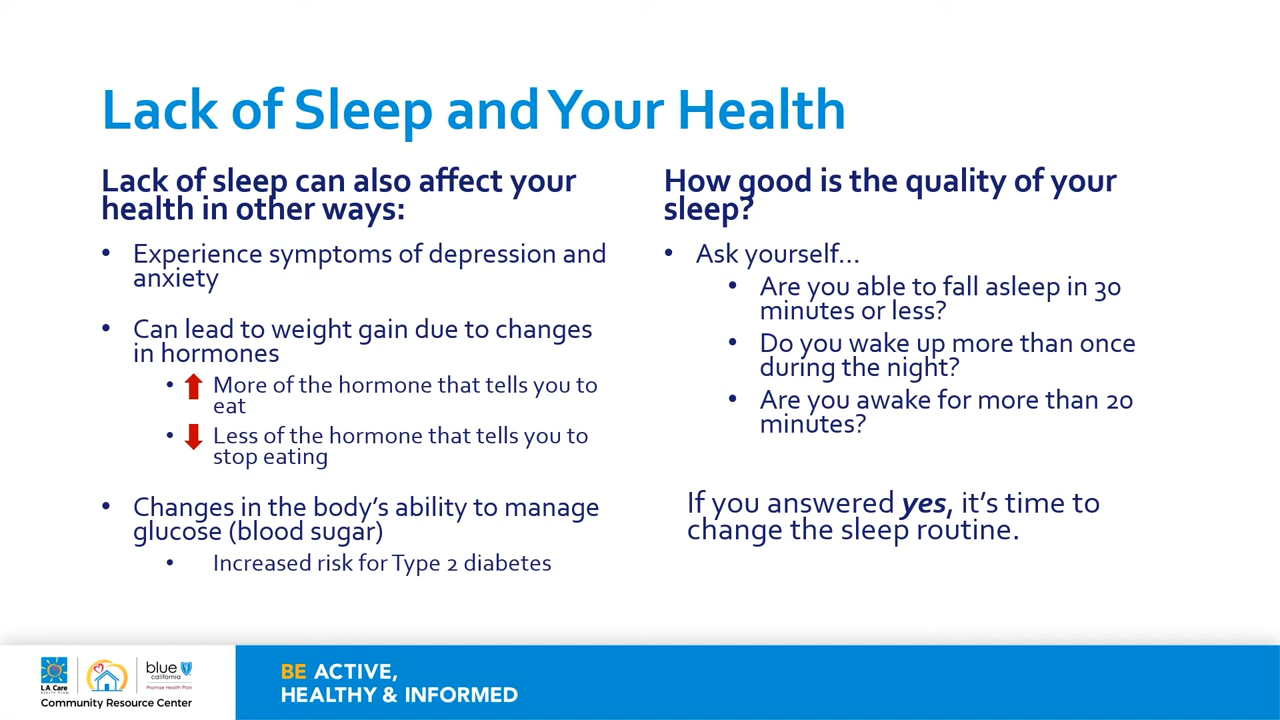 Lack of Sleep and Your Health
Lack of sleep can also affect your
health in other ways:
• Experience symptoms of depression and
anxiety
• Can lead to weight gain due to changes
in hormones
• More of the hormone that tells you to
eat
• Less of the hormone that tells you to
stop eating
• Changes in the body's ability to manage
glucose (blood sugar)
• Increased risk for Type 2 diabetes
How good is the quality of your
sleep?
• Ask yourself...
• Are you able to fall asleep in 30
minutes or less?
• Do you wake up more than once
during the night?
• Are you awake for more than 20
minutes?
If you answered yes, it's time to
change the sleep routine.
L.A. Care
HEALTH PLAN
blue
california
Promise Health Plan
Community Resource Center
BE ACTIVE,
HEALTHY & INFORMED